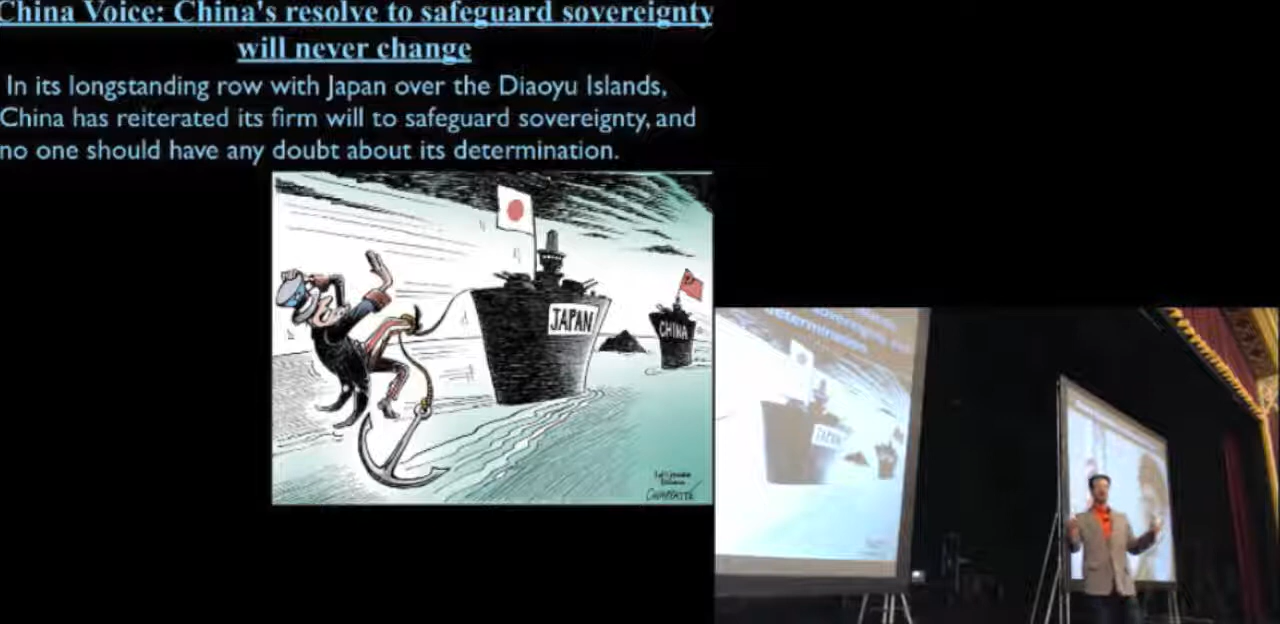 China Voice: China's resolve to safeguard sovereignty
will never change
In its longstanding row with Japan over the Diaoyu Islands,
China has reiterated its firm will to safeguard sovereignty, and
no one should have any doubt about its determination.
JAPAN
CHINA
CHAPPATTE
determination.
JAPAN